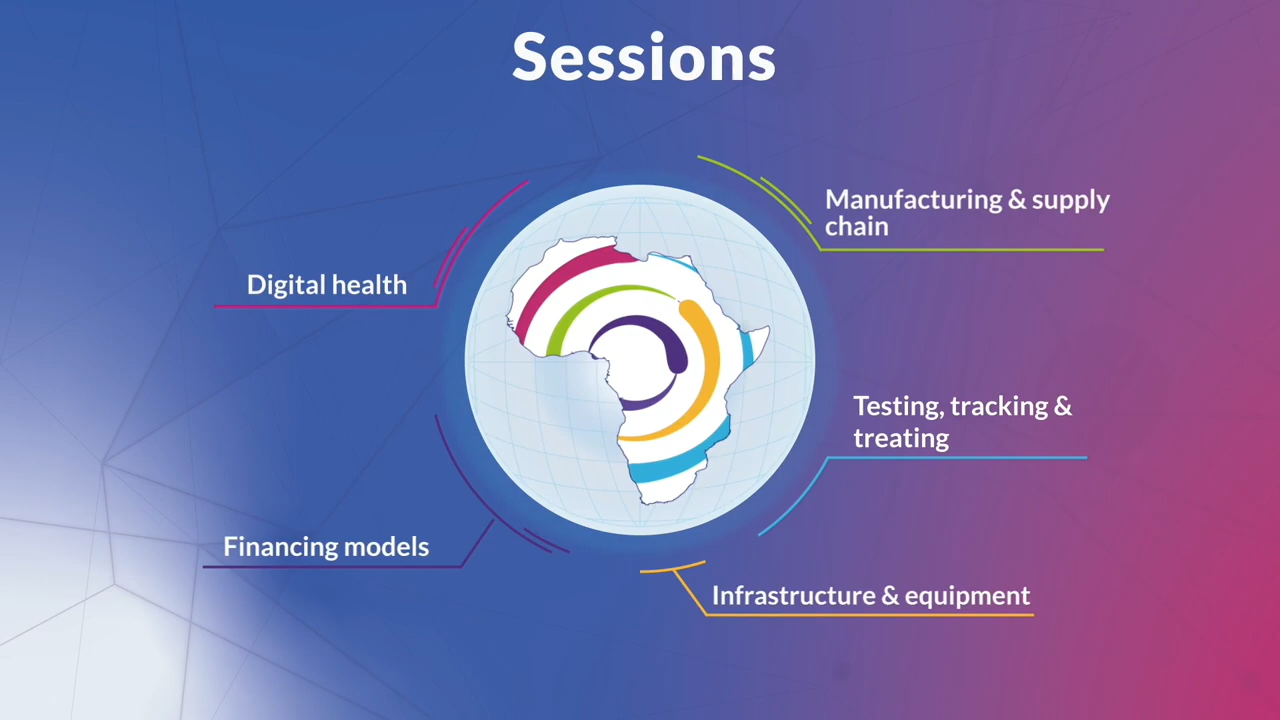 Sessions
Manufacturing & supply
chain
Digital health
Testing, tracking &
treating
Financing models
Infrastructure & equipment